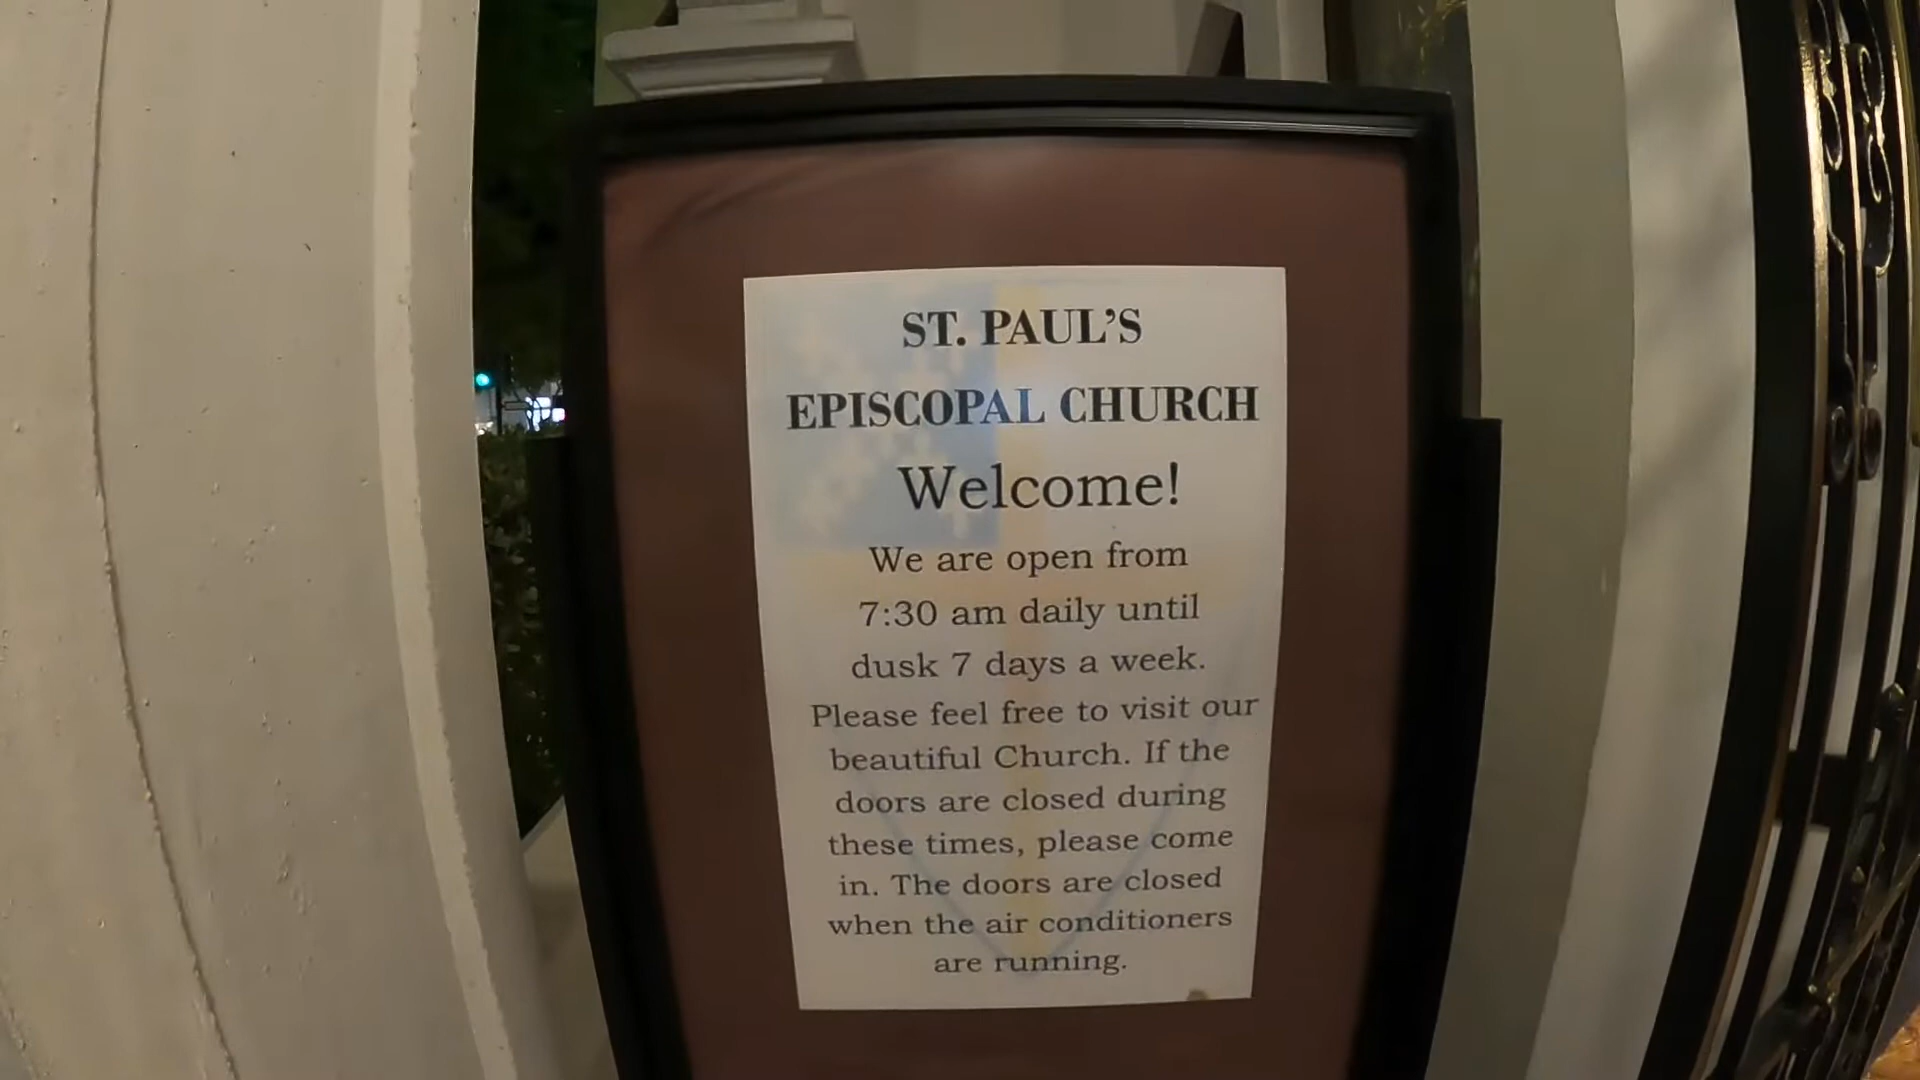 ST. PAUL'S
EPISCOPAL CHURCH
Welcome!
We are open from
7:30 am daily until
dusk 7 days a week.
Please feel free to visit our
beautiful Church. If the
doors are closed during
these times, please come
in. The doors are closed
when the air conditioners
are running.